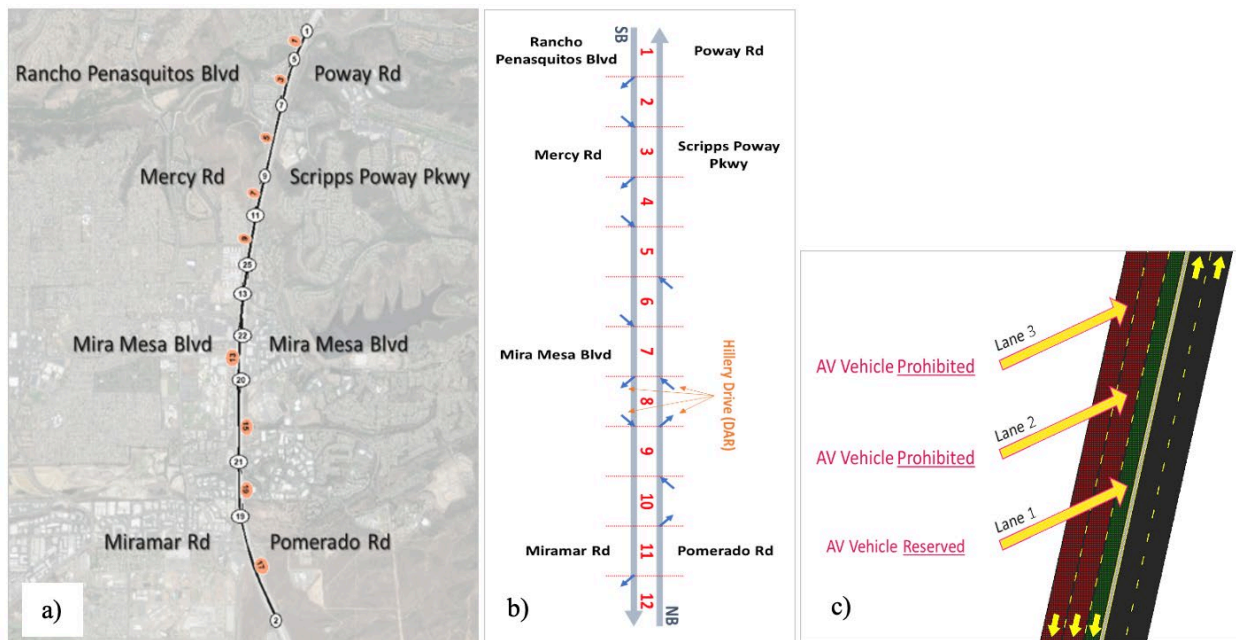 1
5
Rancho Penasquitos Blvd
Poway Rd
7
Mercy Rd
9
Scripps Poway Pkwy
11
25
13
22
Mira Mesa Blvd
Mira Mesa Blvd
13
20
15
21
19
Miramar Rd
Pomerado Rd
17
2
a)
SB
Rancho
Penasquitos Blvd
Poway Rd
1
2
Mercy Rd
3
Scripps Poway
Pkwy
4
5
6
Mira Mesa Blvd
7
8
Hillery Drive (DAR)
9
10
Miramar Rd
11
Pomerado Rd
12
NB
b)
Lane 3
AV Vehicle Prohibited
Lane 2
AV Vehicle Prohibited
Lane 1
AV Vehicle Reserved
c)